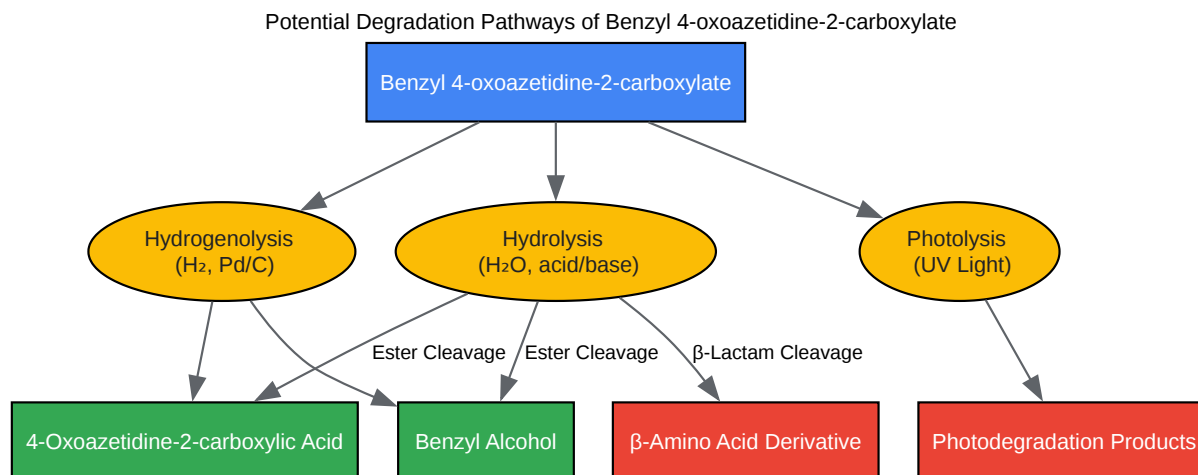 Potential Degradation Pathways of Benzyl 4-oxoazetidine-2-carboxylate
Benzyl 4-oxoazetidine-2-carboxylate
Hydrogenolysis
(H₂, Pd/C)
Hydrolysis
(H₂O, acid/base)
Photolysis
(UV Light)
Ester Cleavage
Ester Cleavage
β-Lactam Cleavage
4-Oxoazetidine-2-carboxylic Acid
Benzyl Alcohol
β-Amino Acid Derivative
Photodegradation Products